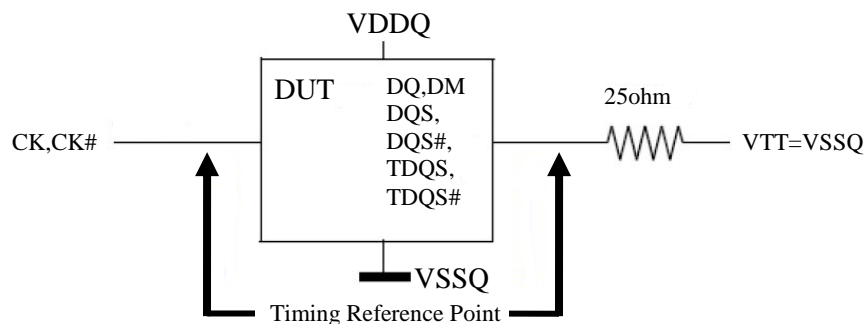 VDDQ
DUT
DQ,DM
DQS,
DQS#,
TDQS,
TDQS#
CK,CK#
25ohm
VTT=VSSQ
VSSQ
Timing Reference Point